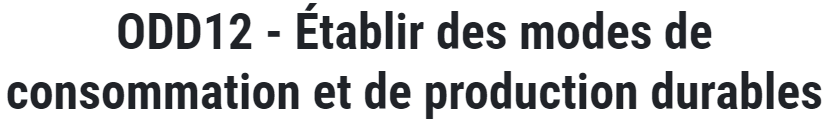 ODD12 - Établir des modes de
consommation et de production durables